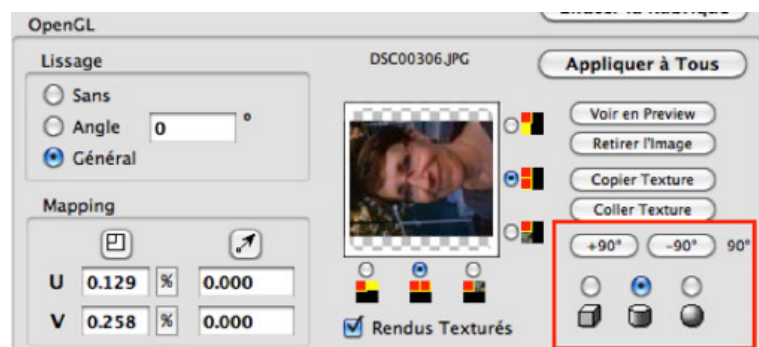 OpenGL
Lissage
Sans
Angle 0 °
Général
Mapping
U 0.129 % 0.000
V 0.258 % 0.000
DSC00306.JPG
Rendus Texturés
Appliquer à Tous
Voir en Preview
Retirer l'Image
Copier Texture
Coller Texture
+90° -90° 90°